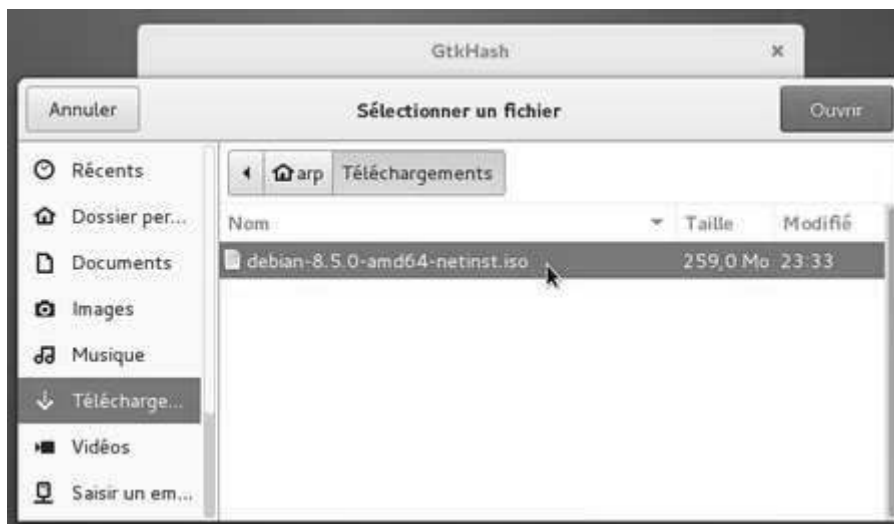 GtkHash ×
Annuler Sélectionner un fichier Ouvrir
Récents
arp Téléchargements
Dossier per...
Nom Taille Modifié
Documents
debian-8.5.0-amd64-netinst.iso 259,0 Mo 23:33
Images
Musique
Télécharge...
Vidéos
Saisir un em...